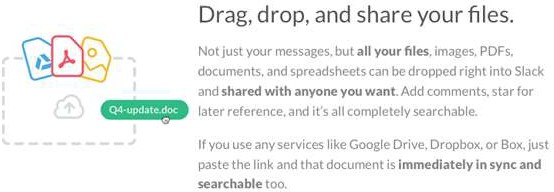 Drag, drop, and share your files.
Not just your messages, but all your files, images, PDFs,
documents, and spreadsheets can be dropped right into Slack
and shared with anyone you want. Add comments, star for
later reference, and it's all completely searchable.
Q4-update.doc
If you use any services like Google Drive, Dropbox, or Box, just
paste the link and that document is immediately in sync and
searchable too.